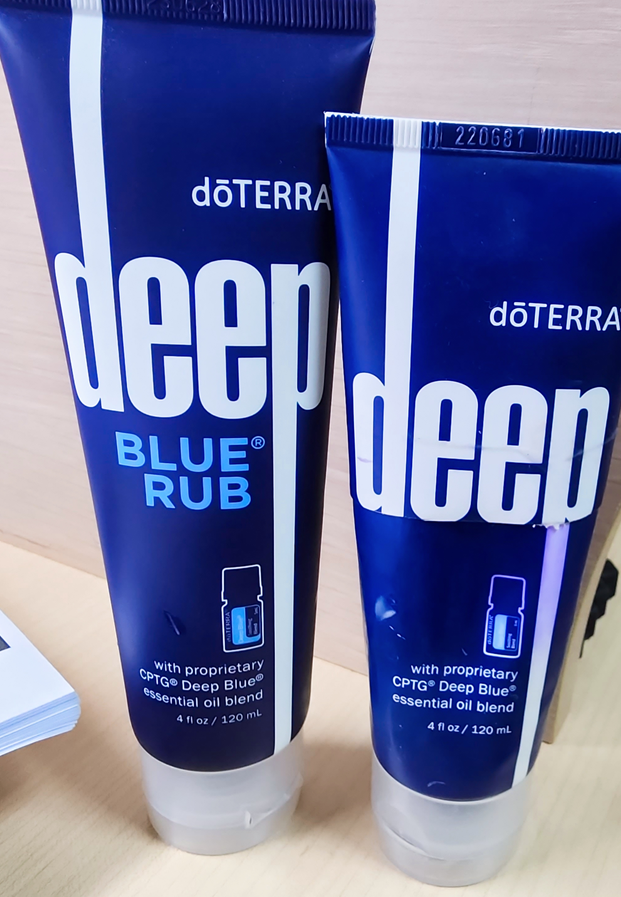 dōTERRA
deep
BLUE®
RUB
with proprietary
CPTG® Deep Blue®
essential oil blend
4 fl oz / 120 mL
220681
dōTERRA
deep
with proprietary
CPTG® Deep Blue®
essential oil blend
4 fl oz / 120 mL